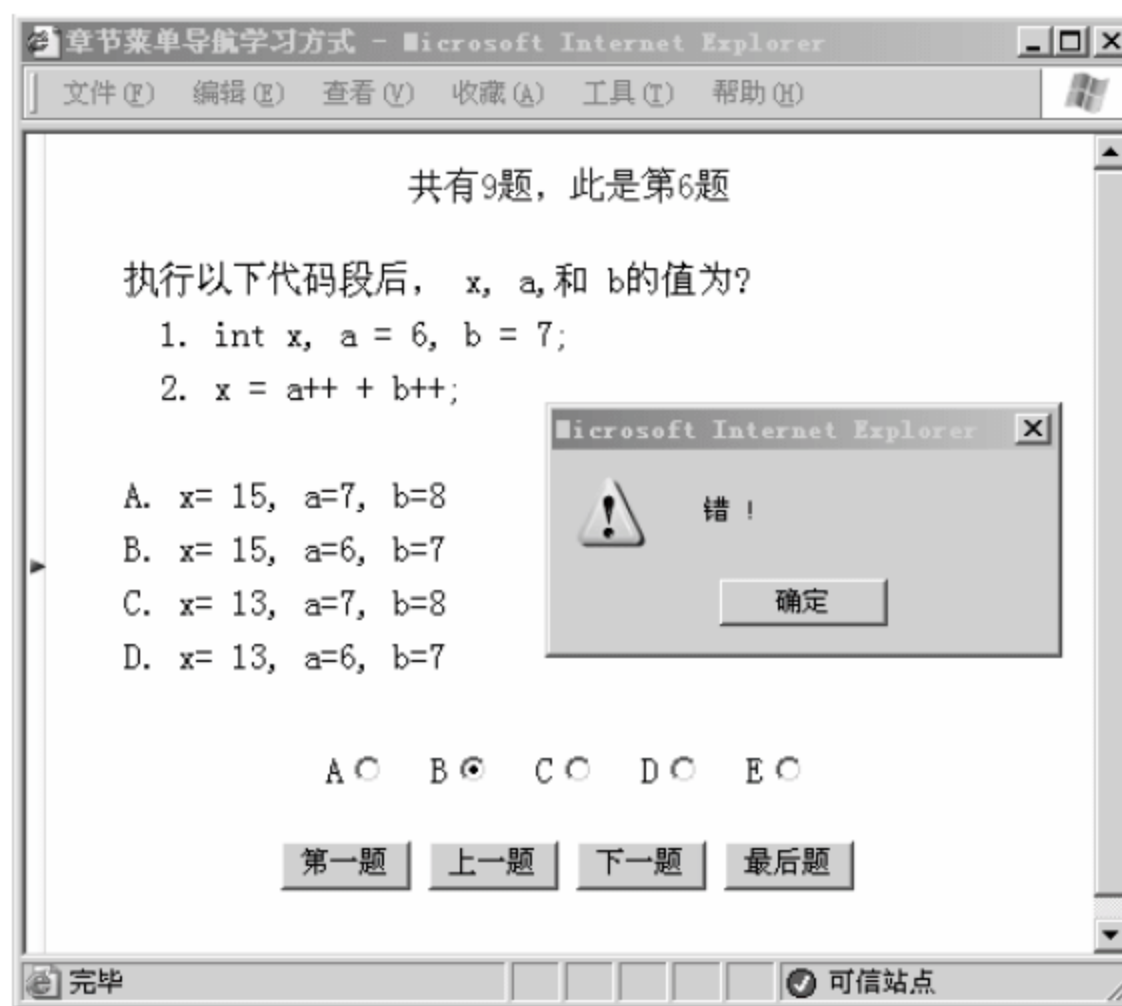 章节菜单导航学习方式 - Microsoft Internet Explorer
文件(F) 编辑(E) 查看(V) 收藏(A) 工具(T) 帮助(H)
共有9题，此是第6题
执行以下代码段后， x, a,和 b的值为?
1. int x, a = 6, b = 7;
2. x = a++ + b++;
Microsoft Internet Explorer
错 !
确定
A. x= 15, a=7, b=8
B. x= 15, a=6, b=7
C. x= 13, a=7, b=8
D. x= 13, a=6, b=7
A B C D E
第一题 上一题 下一题 最后题
完毕 可信站点